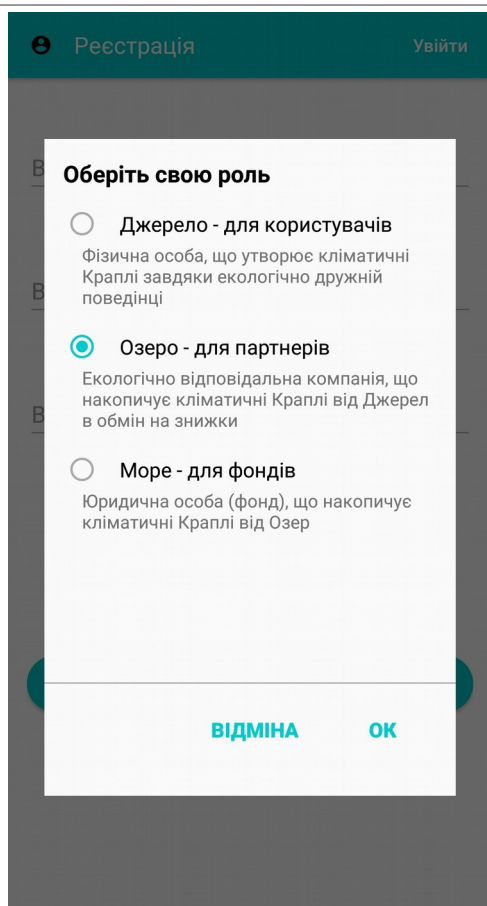 Реєстрація
Увійти
В
Оберіть свою роль
Джерело - для користувачів
Фізична особа, що утворює кліматичні
Краплі завдяки екологічно дружній
поведінці
В
Озеро - для партнерів
Екологічно відповідальна компанія, що
накопичує кліматичні Краплі від Джерел
в обмін на знижки
В
Море - для фондів
Юридична особа (фонд), що накопичує
кліматичні Краплі від Озер
ВІДМІНА
ОК